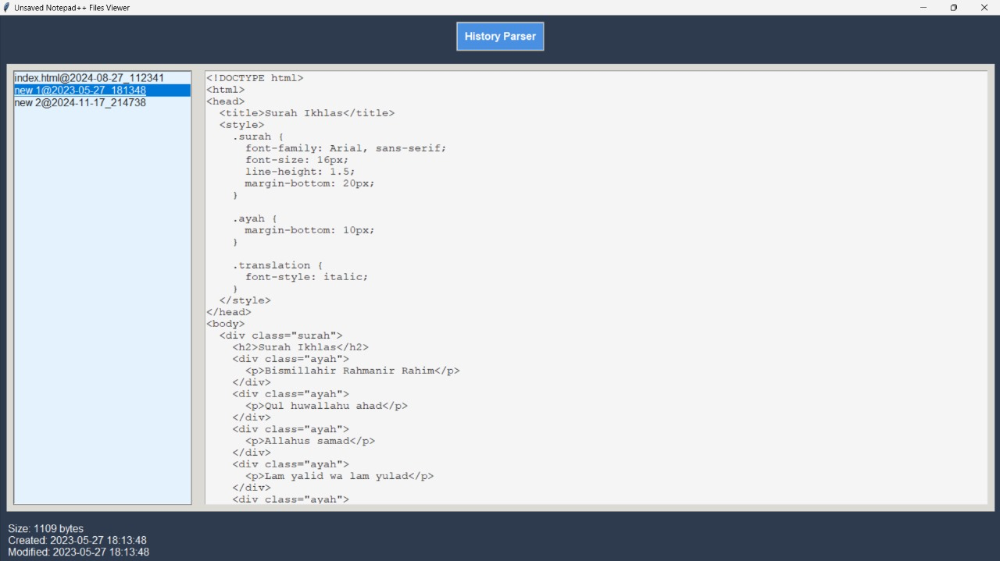 Unsaved Notepad++ Files Viewer
History Parser
index.html@2024-08-27_112341
new 1@2023-05-27_181348
new 2@2024-11-17_214738
<!DOCTYPE html>
<html>
<head>
  <title>Surah Ikhlas</title>
  <style>
    .surah {
      font-family: Arial, sans-serif;
      font-size: 16px;
      line-height: 1.5;
      margin-bottom: 20px;
    }

    .ayah {
      margin-bottom: 10px;
    }

    .translation {
      font-style: italic;
    }
  </style>
</head>
<body>
  <div class="surah">
    <h2>Surah Ikhlas</h2>
    <div class="ayah">
      <p>Bismillahir Rahmanir Rahim</p>
    </div>
    <div class="ayah">
      <p>Qul huwallahu ahad</p>
    </div>
    <div class="ayah">
      <p>Allahus samad</p>
    </div>
    <div class="ayah">
      <p>Lam yalid wa lam yulad</p>
    </div>
    <div class="ayah">
Size: 1109 bytes
Created: 2023-05-27 18:13:48
Modified: 2023-05-27 18:13:48